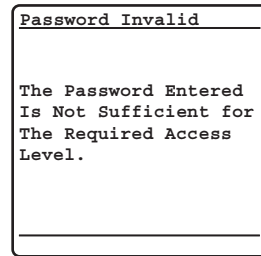 Password Invalid
The Password Entered
Is Not Sufficient for
The Required Access
Level.